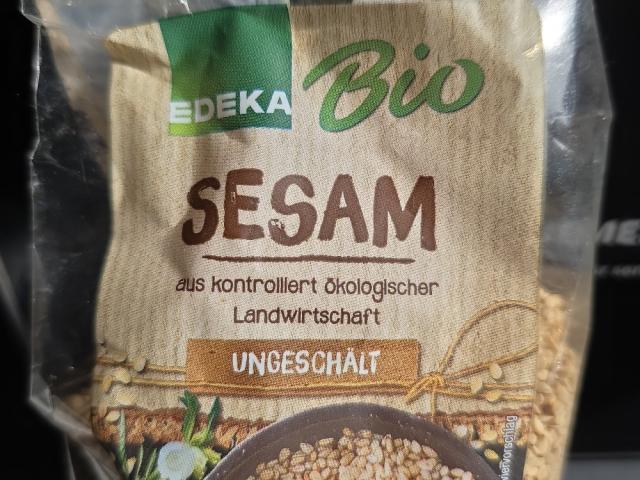 EDEKA
Bio
SESAM
aus kontrolliert ökologischer
Landwirtschaft
UNGESCHÄLT